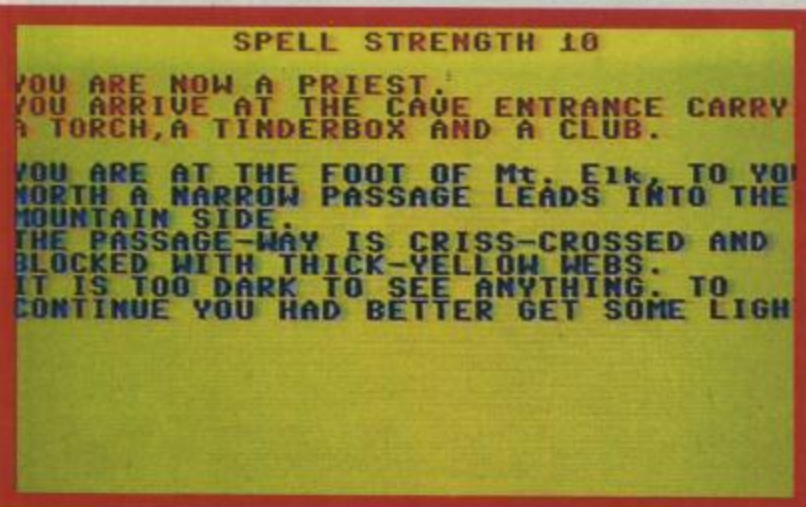 SPELL STRENGTH 10
YOU ARE NOW A PRIEST.
YOU ARRIVE AT THE CAVE ENTRANCE CARRY
A TORCH,A TINDERBOX AND A CLUB.
YOU ARE AT THE FOOT OF Mt. Elk, TO YOU
NORTH A NARROW PASSAGE LEADS INTO THE
MOUNTAIN SIDE.
THE PASSAGE-WAY IS CRISS-CROSSED AND
BLOCKED WITH THICK-YELLOW WEBS.
IT IS TOO DARK TO SEE ANYTHING. TO
CONTINUE YOU HAD BETTER GET SOME LIGH